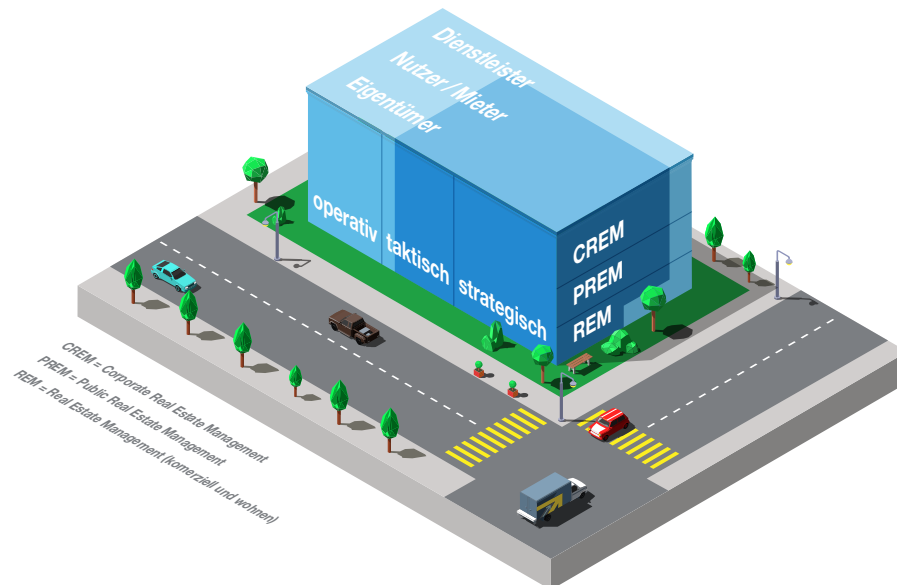 Dienstleister
Nutzer / Mieter
Eigentümer
operativ
taktisch
strategisch
CREM
PREM
REM
CREM = Corporate Real Estate Management
PREM = Public Real Estate Management
REM = Real Estate Management (komerziell und wohnen)